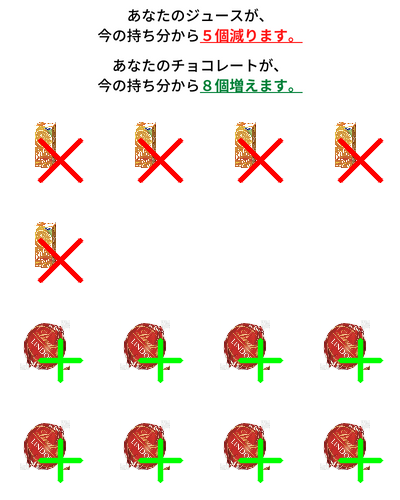 あなたのジュースが、
今の持ち分から５個減ります。
あなたのチョコレートが、
今の持ち分から８個増えます。